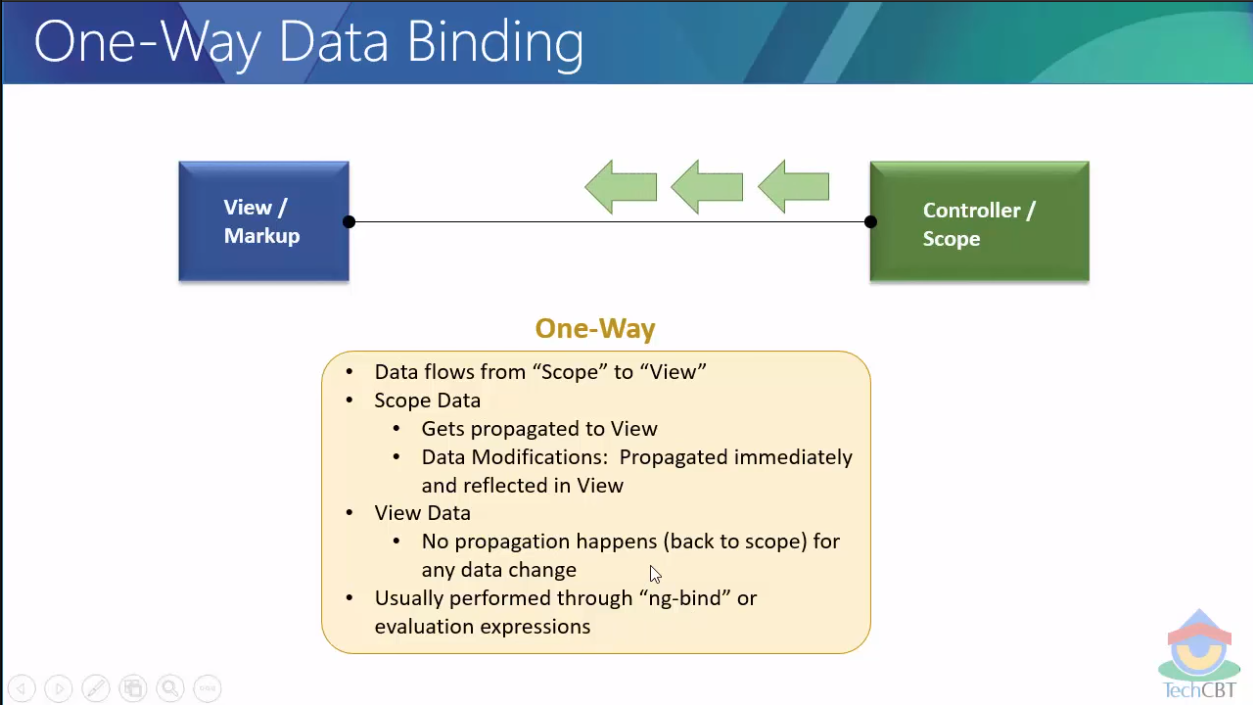 One-Way Data Binding
View /
Markup
Controller /
Scope
One-Way
• Data flows from “Scope” to “View”
• Scope Data
• Gets propagated to View
• Data Modifications: Propagated immediately
and reflected in View
• View Data
• No propagation happens (back to scope) for
any data change
• Usually performed through “ng-bind” or
evaluation expressions
TechCBT